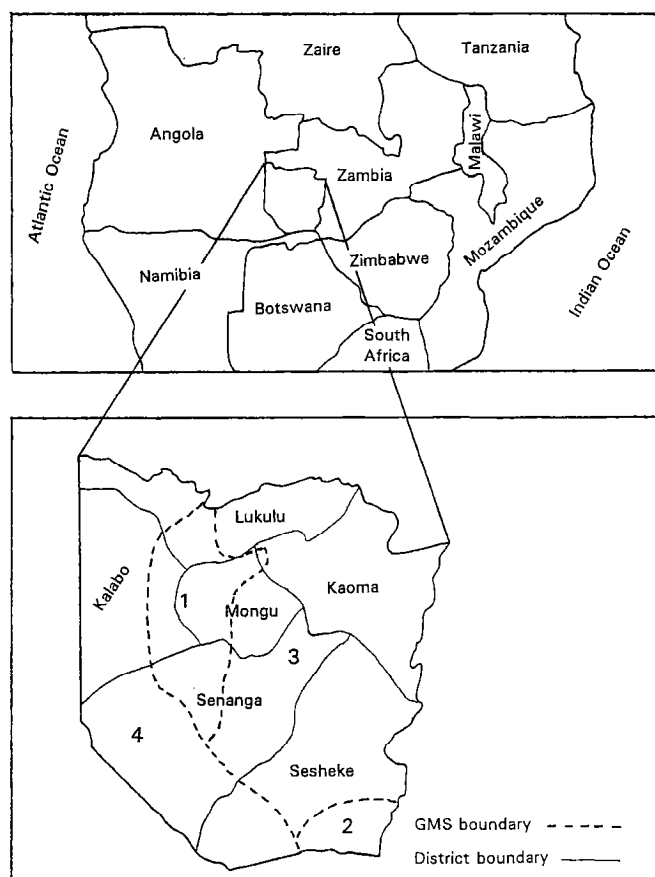 Zaire
Tanzania
Angola
Malawi
Zambia
Atlantic Ocean
Mozambique
Zimbabwe
Namibia
Indian Ocean
Botswana
South
Africa
Lukulu
Kalabo
Kaoma
1
Mongu
3
Senanga
4
Sesheke
2
GMS boundary
District boundary